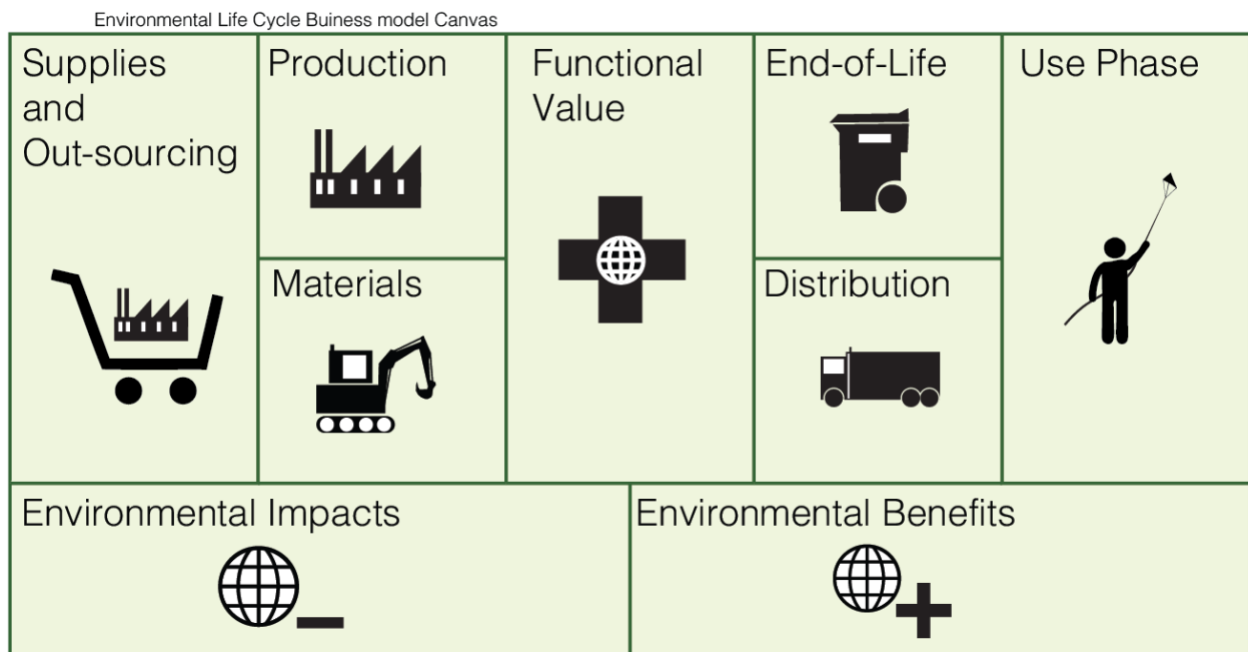 Environmental Life Cycle Buiness model Canvas
Supplies
and
Out-sourcing
Production
Materials
Functional
Value
End-of-Life
Distribution
Use Phase
Environmental Impacts
Environmental Benefits